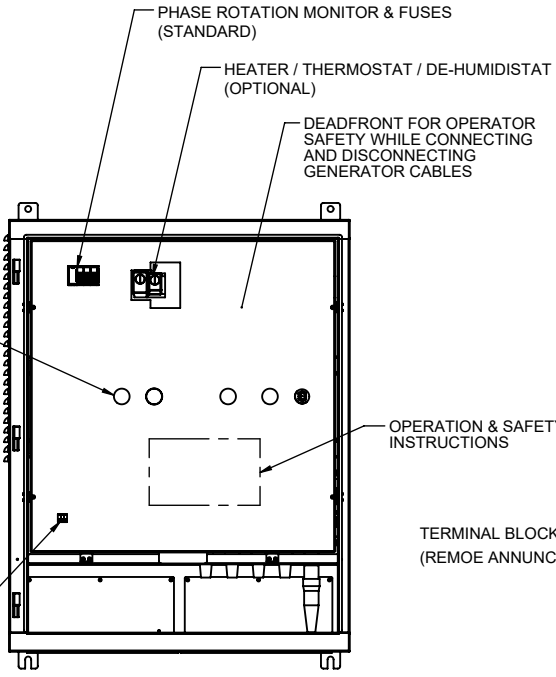 PHASE ROTATION MONITOR & FUSES
(STANDARD)
HEATER / THERMOSTAT / DE-HUMIDISTAT
(OPTIONAL)
DEADFRONT FOR OPERATOR
SAFETY WHILE CONNECTING
AND DISCONNECTING
GENERATOR CABLES
OPERATION & SAFETY
INSTRUCTIONS
TERMINAL BLOCK
(REMOE ANNUNC